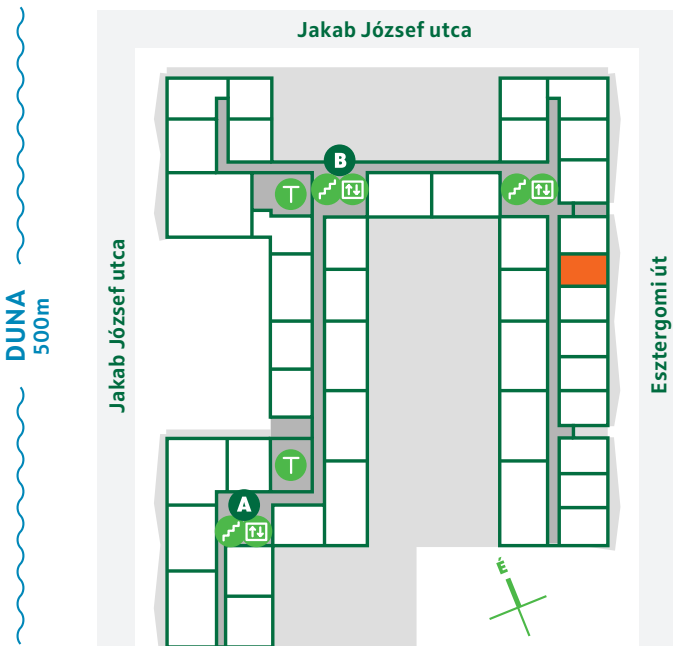 Jakab József utca
B
T
A
T
Jakab József utca
Esztergomi út
DUNA
500m
É